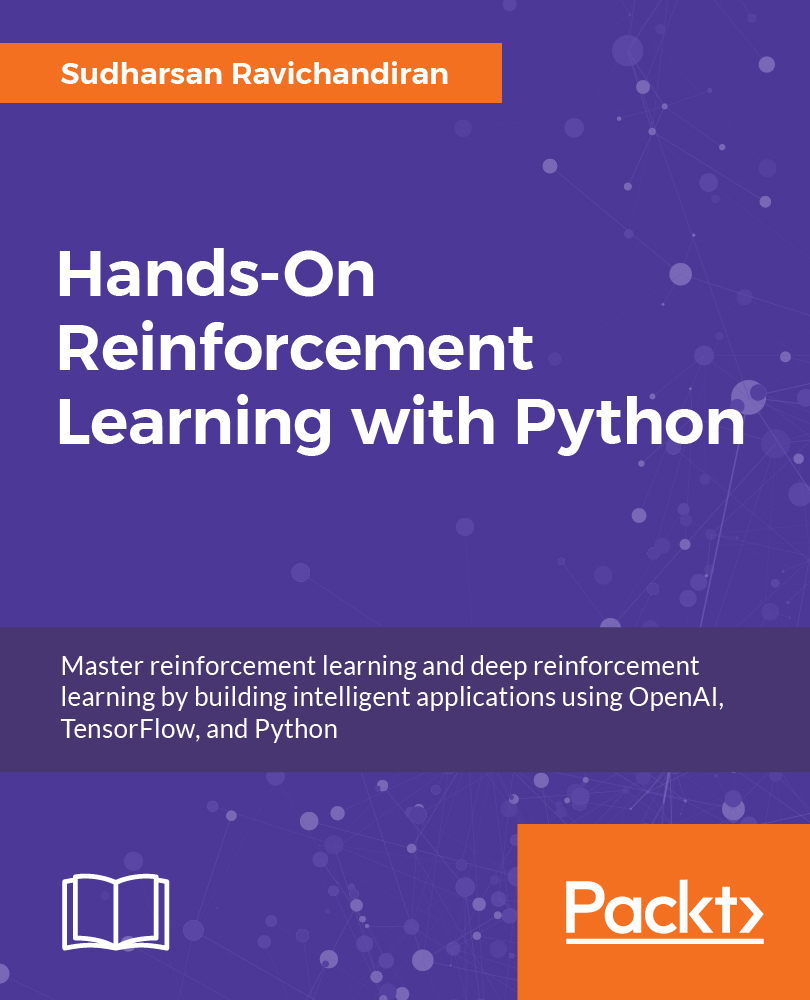 Sudharsan Ravichandiran
Hands-On
Reinforcement
Learning with Python
Master reinforcement learning and deep reinforcement
learning by building intelligent applications using OpenAI,
TensorFlow, and Python
Packt>